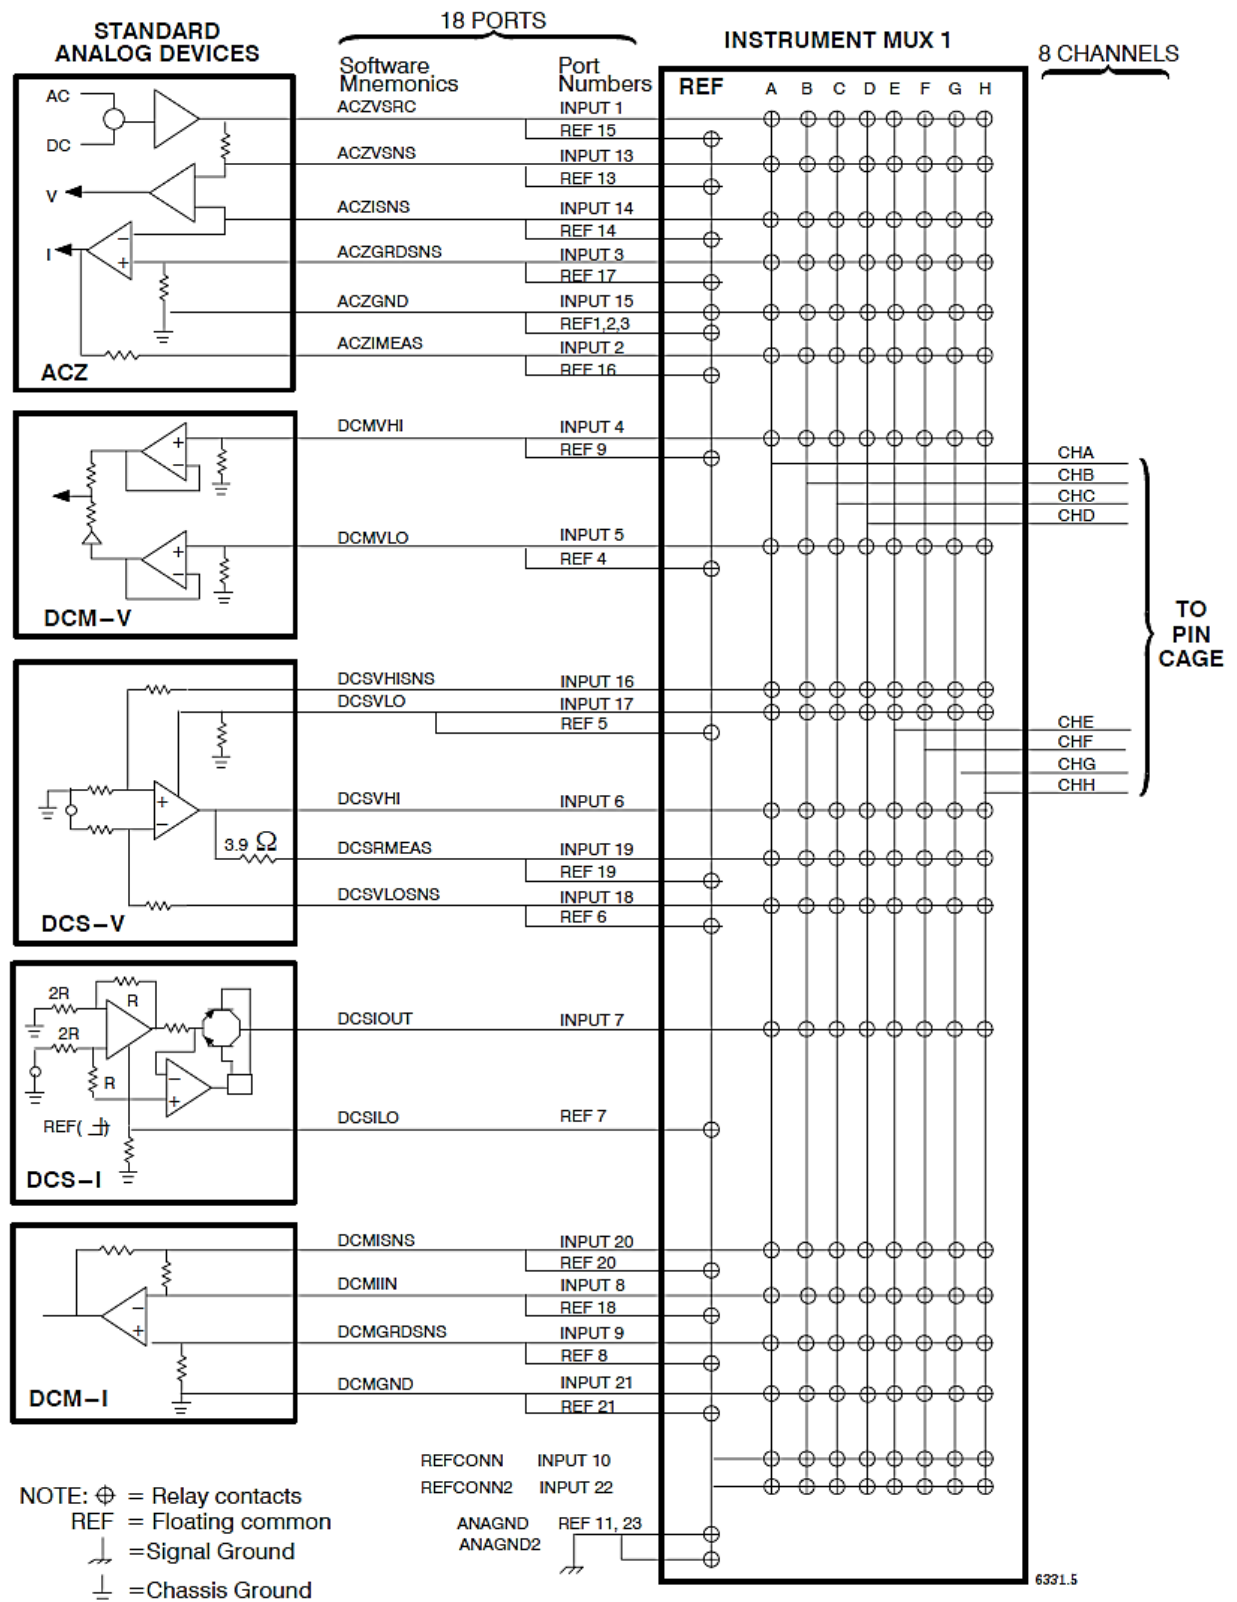 18 PORTS
STANDARD
ANALOG DEVICES
INSTRUMENT MUX 1
8 CHANNELS
Software
Mnemonics
Port
Numbers
REF A B C D E F G H
AC
DC
V
I
ACZ
ACZVSRC INPUT 1
REF 15
ACZVSNS INPUT 13
REF 13
ACZISNS INPUT 14
REF 14
ACZGRDSNS INPUT 3
REF 17
ACZGND INPUT 15
REF1,2,3
ACZIMEAS INPUT 2
REF 16
− +
DCMVHI INPUT 4
REF 9
DCMVLO INPUT 5
REF 4
+ −
+ −
DCM−V
CHA
CHB
CHC
CHD
TO
PIN
CAGE
CHE
CHF
CHG
CHH
DCSVHISNS INPUT 16
DCSVLO INPUT 17
REF 5
DCSVHI INPUT 6
+ −
3.9 Ω
DCSRMEAS INPUT 19
REF 19
DCSVLOSNS INPUT 18
REF 6
DCS−V
2R R
2R
R
− +
REF( )
DCS−I
DCSIOUT INPUT 7
DCSILO REF 7
DCMISNS INPUT 20
REF 20
DCMIIN INPUT 8
REF 18
DCMGRDSNS INPUT 9
REF 8
DCMGND INPUT 21
REF 21
− +
DCM−I
REFCONN INPUT 10
REFCONN2 INPUT 22
ANAGND REF 11, 23
ANAGND2
NOTE: = Relay contacts
REF = Floating common
=Signal Ground
=Chassis Ground
6331.5